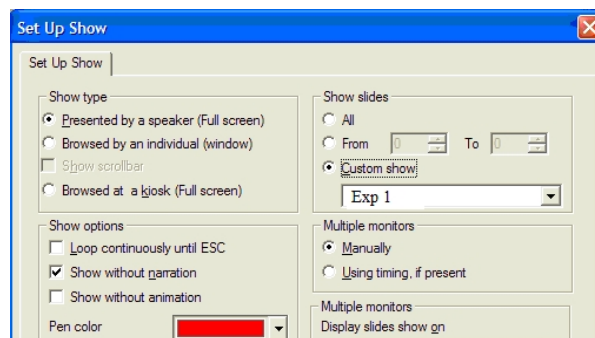 Set Up Show
Set Up Show
Show type
Presented by a speaker (Full screen)
Browsed by an individual (window)
Show scrollbar
Browsed at a kiosk (Full screen)
Show slides
All
From 0 To 0
Custom show
Exp 1
Show options
Loop continuously until ESC
Show without narration
Show without animation
Pen color
Multiple monitors
Manually
Using timing, if present
Multiple monitors
Display slides show on